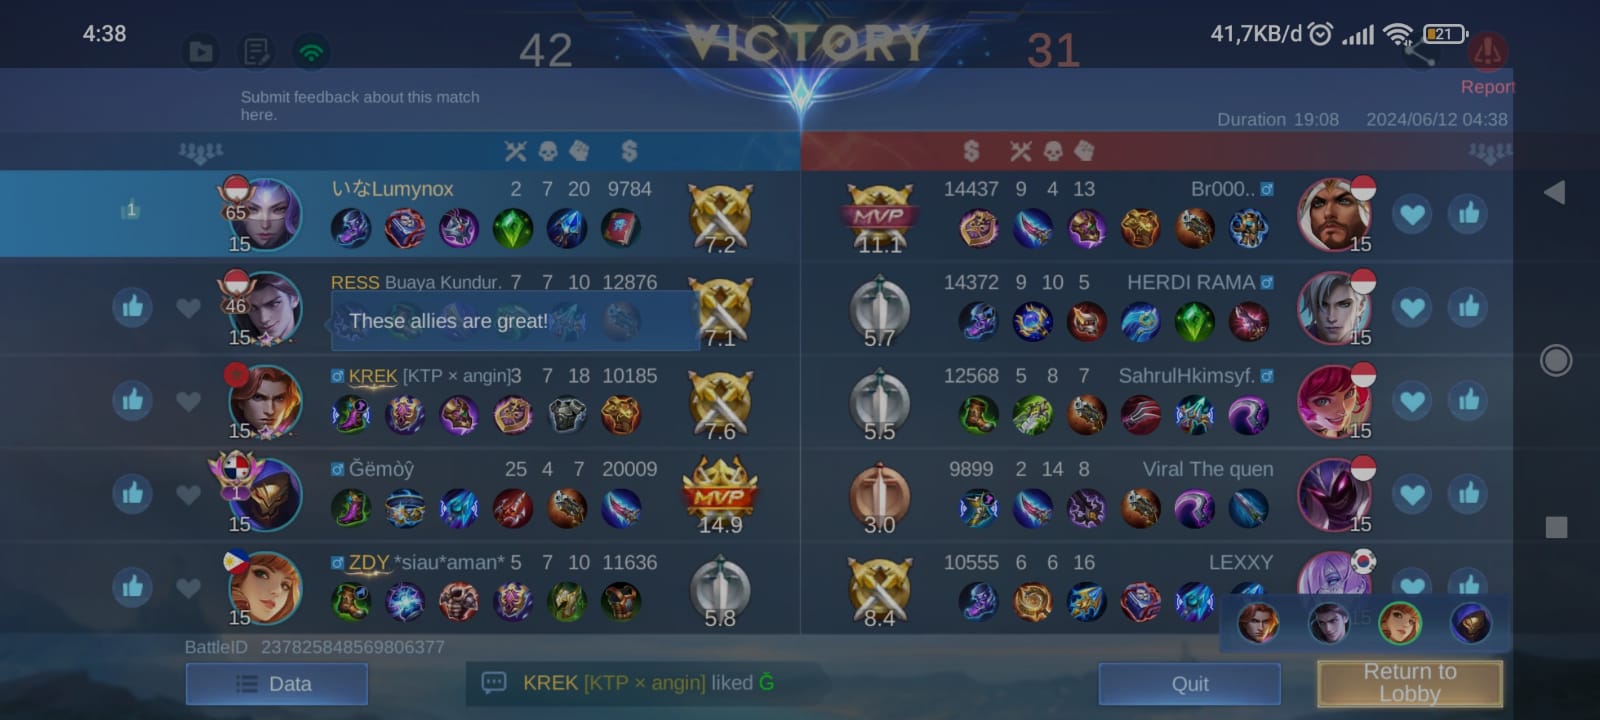 4:38
42
VICTORY
31
41,7KB/d
21
Submit feedback about this match
here.
Report
Duration 19:08 2024/06/12 04:38
1
65
15
いなLumynox 2 7 20 9784
7.2
MVP
11.1
14437 9 4 13 Br000..
15
46
15
RESS Buaya Kundur. 7 7 10 12876
These allies are great!
7.1
5.7
14372 9 10 5 HERDI RAMA
15
15
KREK [KTP × angin]3 7 18 10185
7.6
5.5
12568 5 8 7 SahrulHkimsyf.
15
1
15
Ğëmòŷ 25 4 7 20009
MVP
14.9
3.0
9899 2 14 8 Viral The quen
15
15
ZDY *siau*aman* 5 7 10 11636
5.8
8.4
10555 6 6 16 LEXXY
15
BattleID 237825848569806377
Data
KREK [KTP × angin] liked Ğ
Quit
Return to
Lobby